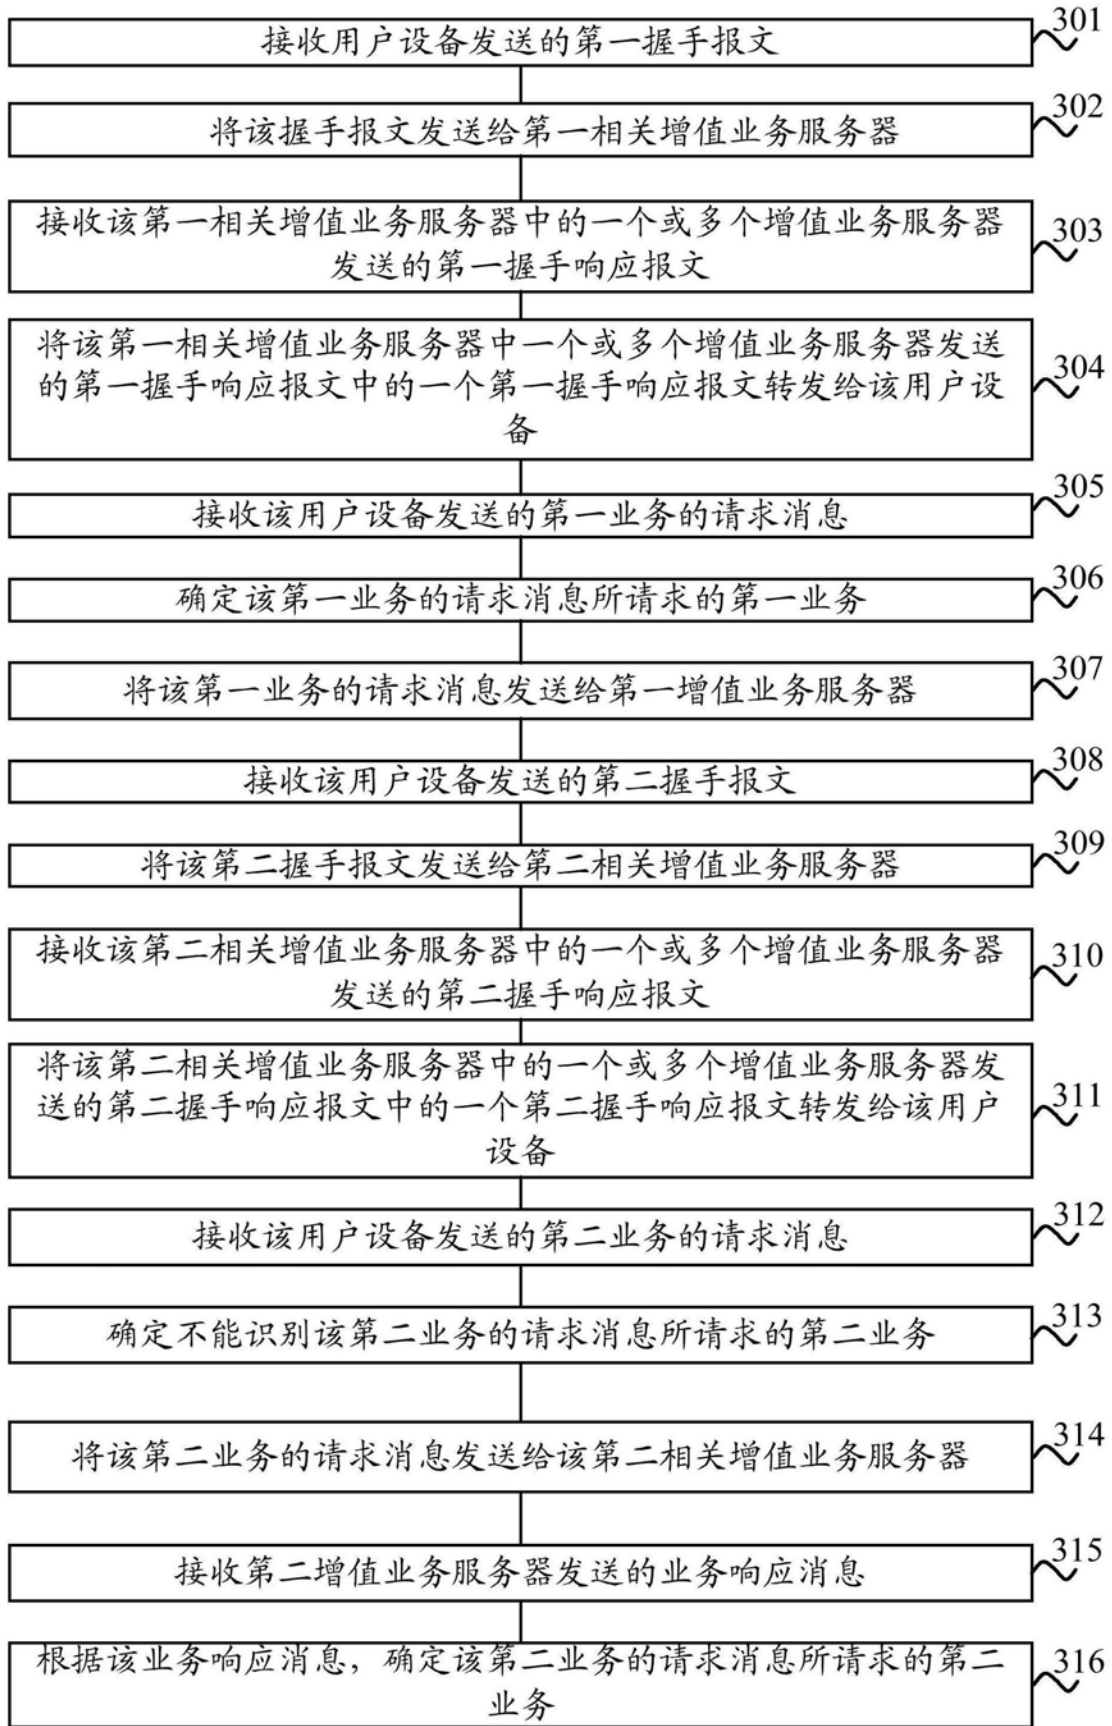 接收用户设备发送的第一握手报文
301
将该握手报文发送给第一相关增值业务服务器
302
接收该第一相关增值业务服务器中的一个或多个增值业务服务器
发送的第一握手响应报文
303
将该第一相关增值业务服务器中一个或多个增值业务服务器发送
的第一握手响应报文中的一个第一握手响应报文转发给该用户设
备
304
接收该用户设备发送的第一业务的请求消息
305
确定该第一业务的请求消息所请求的第一业务
306
将该第一业务的请求消息发送给第一增值业务服务器
307
接收该用户设备发送的第二握手报文
308
将该第二握手报文发送给第二相关增值业务服务器
309
接收该第二相关增值业务服务器中的一个或多个增值业务服务器
发送的第二握手响应报文
310
将该第二相关增值业务服务器中的一个或多个增值业务服务器发
送的第二握手响应报文中的一个第二握手响应报文转发给该用户
设备
311
接收该用户设备发送的第二业务的请求消息
312
确定不能识别该第二业务的请求消息所请求的第二业务
313
将该第二业务的请求消息发送给该第二相关增值业务服务器
314
接收第二增值业务服务器发送的业务响应消息
315
根据该业务响应消息，确定该第二业务的请求消息所请求的第二
业务
316